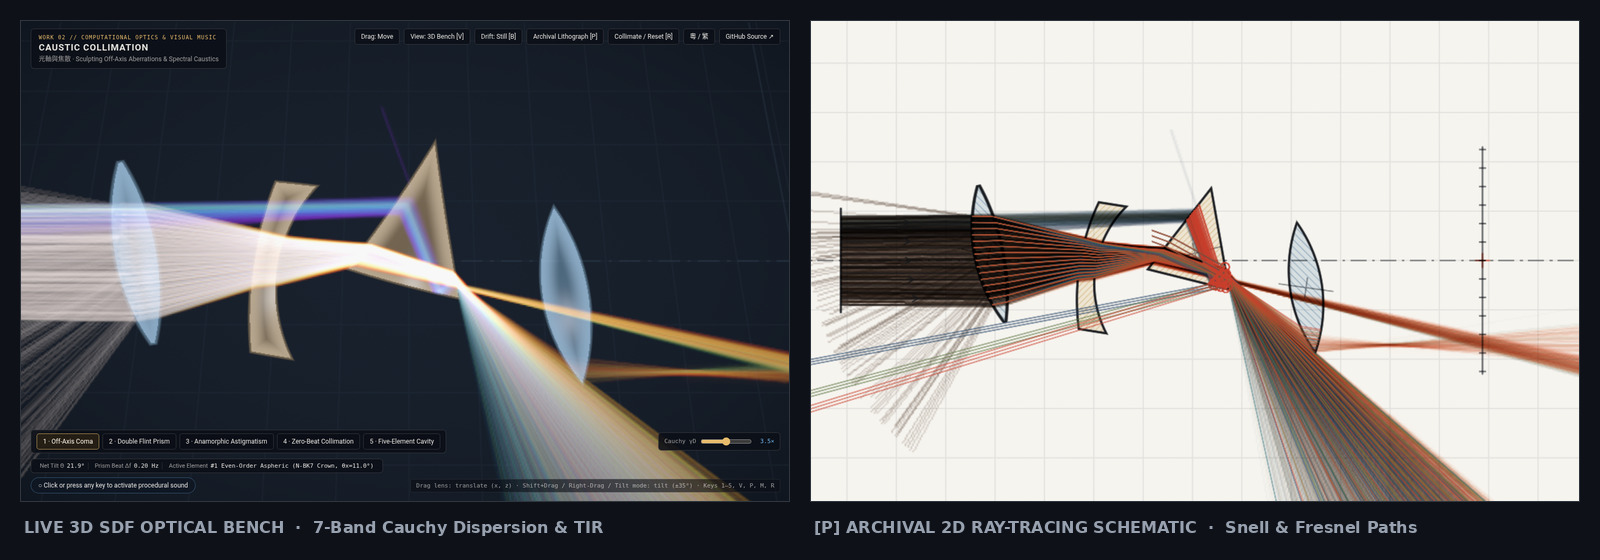 WORK 02 // COMPUTATIONAL OPTICS & VISUAL MUSIC
CAUSTIC COLLIMATION
光軸與焦散 · Sculpting Off-Axis Aberrations & Spectral Caustics
Drag: Move
View: 3D Bench [V]
Drift: Still [B]
Archival Lithograph [P]
Collimate / Reset [R]
粵 / 繁
GitHub Source ↗
1 · Off-Axis Coma
2 · Double Flint Prism
3 · Anamorphic Astigmatism
4 · Zero-Beat Collimation
5 · Five-Element Cavity
Cauchy γD
3.5×
Net Tilt θ 21.9° Prism Beat Δf 0.20 Hz Active Element #1 Even-Order Aspheric (N-BK7 Crown, θx=11.0°)
○ Click or press any key to activate procedural sound
Drag lens: translate (x, z) · Shift+Drag / Right-Drag / Tilt mode: tilt (±35°) · Keys 1–5, V, P, M, R
LIVE 3D SDF OPTICAL BENCH · 7-Band Cauchy Dispersion & TIR
[P] ARCHIVAL 2D RAY-TRACING SCHEMATIC · Snell & Fresnel Paths